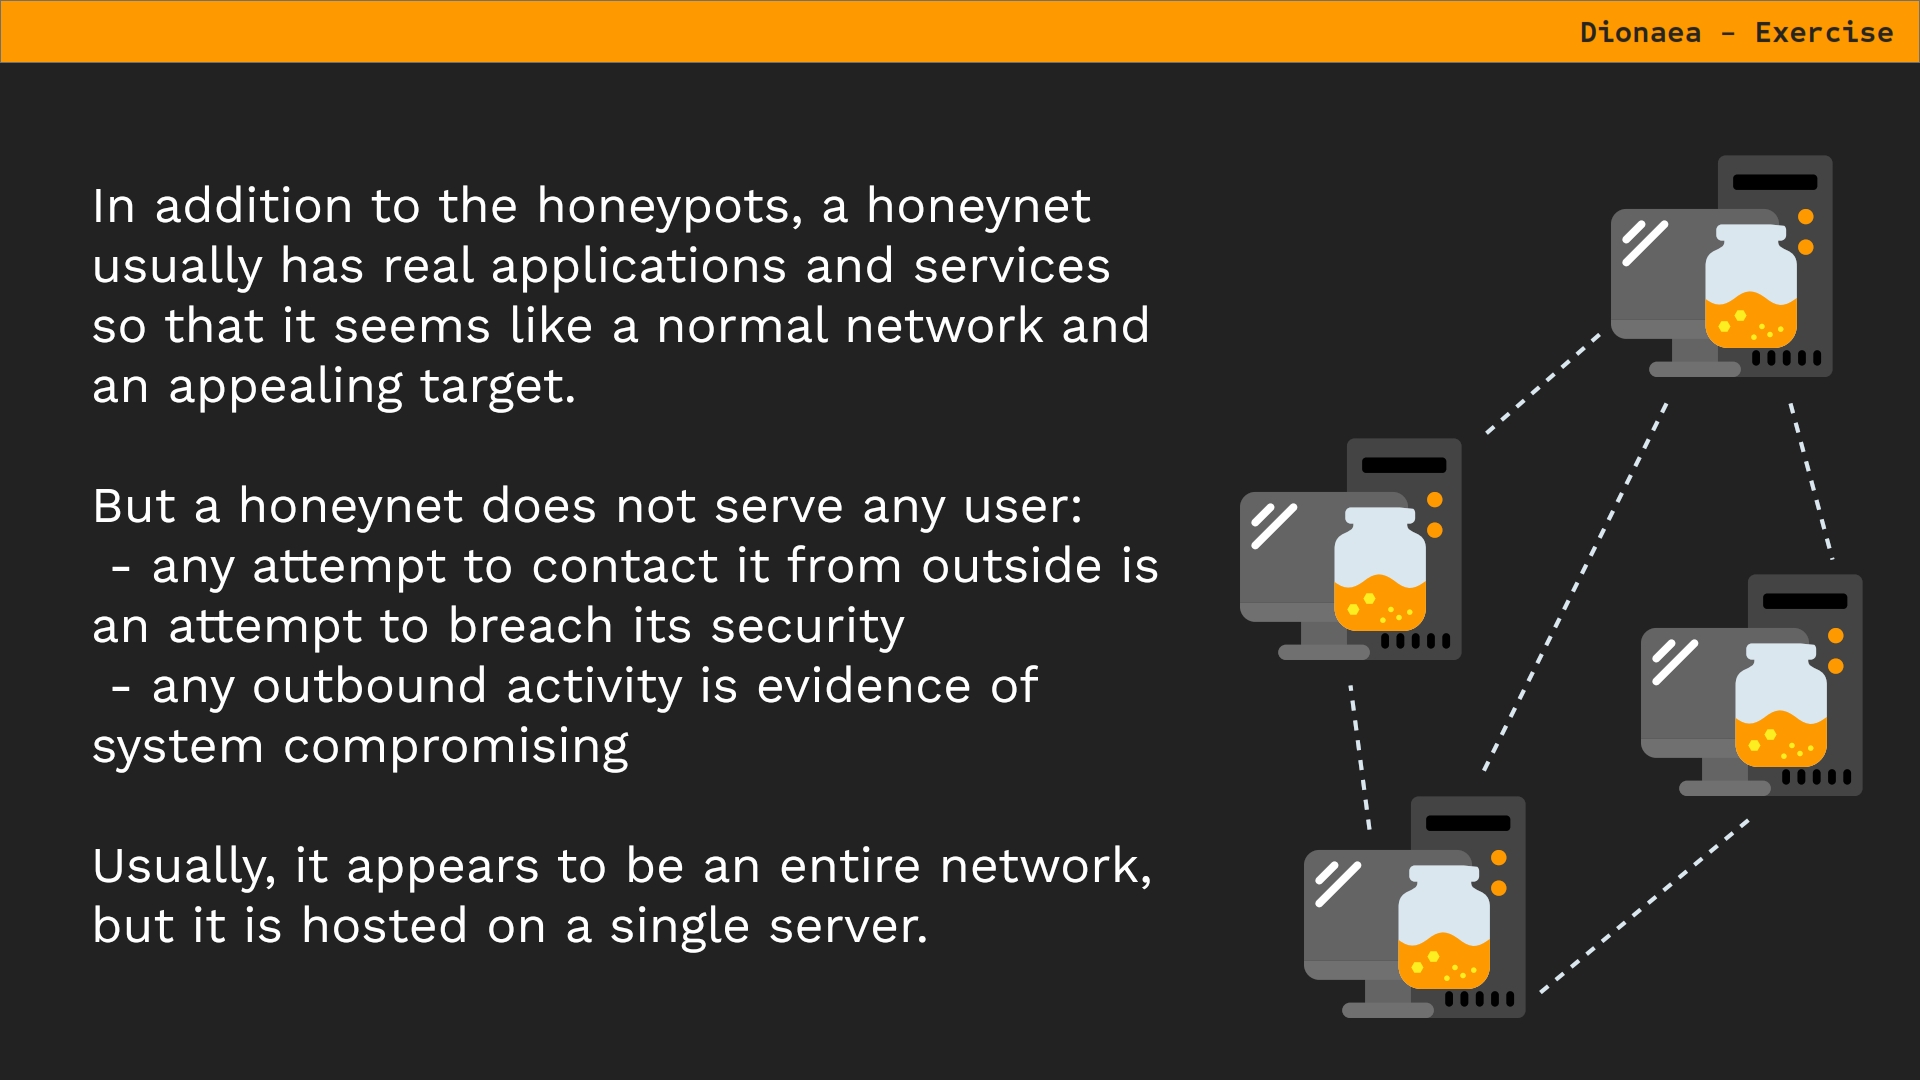 Dionaea - Exercise
In addition to the honeypots, a honeynet
usually has real applications and services
so that it seems like a normal network and
an appealing target.
But a honeynet does not serve any user:
- any attempt to contact it from outside is
an attempt to breach its security
- any outbound activity is evidence of
system compromising
Usually, it appears to be an entire network,
but it is hosted on a single server.